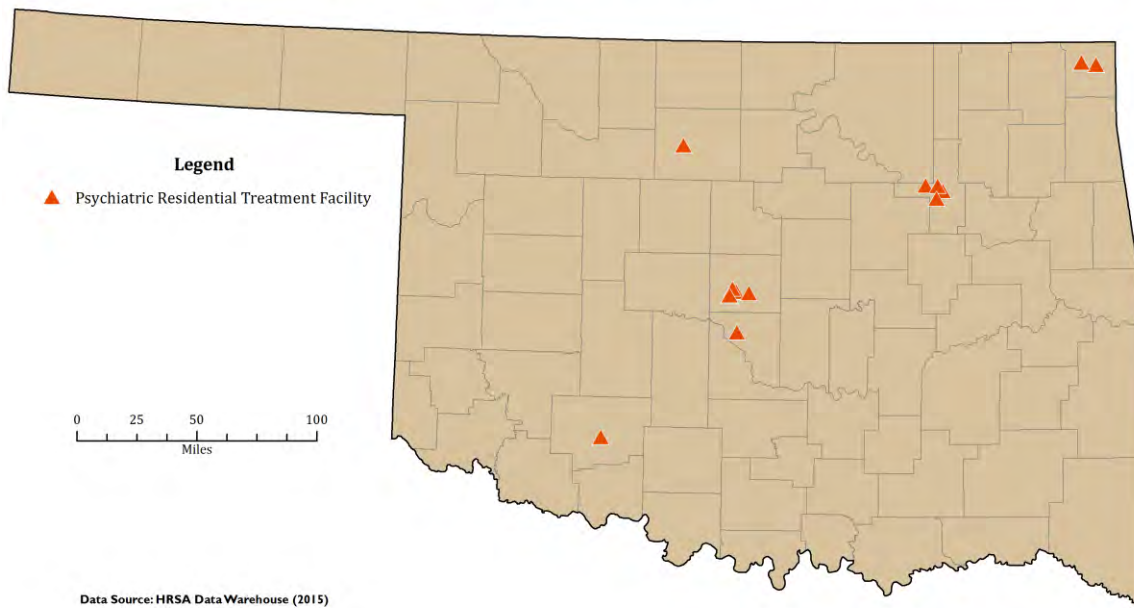 Legend
Psychiatric Residential Treatment Facility
0 25 50 100
Miles
Data Source: HRSA Data Warehouse (2015)